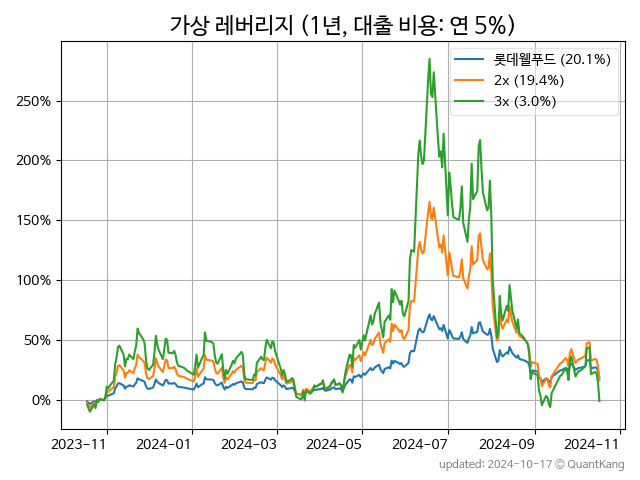 가상 레버리지 (1년, 대출 비용: 연 5%)
롯데웰푸드 (20.1%)
2x (19.4%)
3x (3.0%)
250%
200%
150%
100%
50%
0%
2023-11 2024-01 2024-03 2024-05 2024-07 2024-09 2024-11
updated: 2024-10-17 © QuantKang